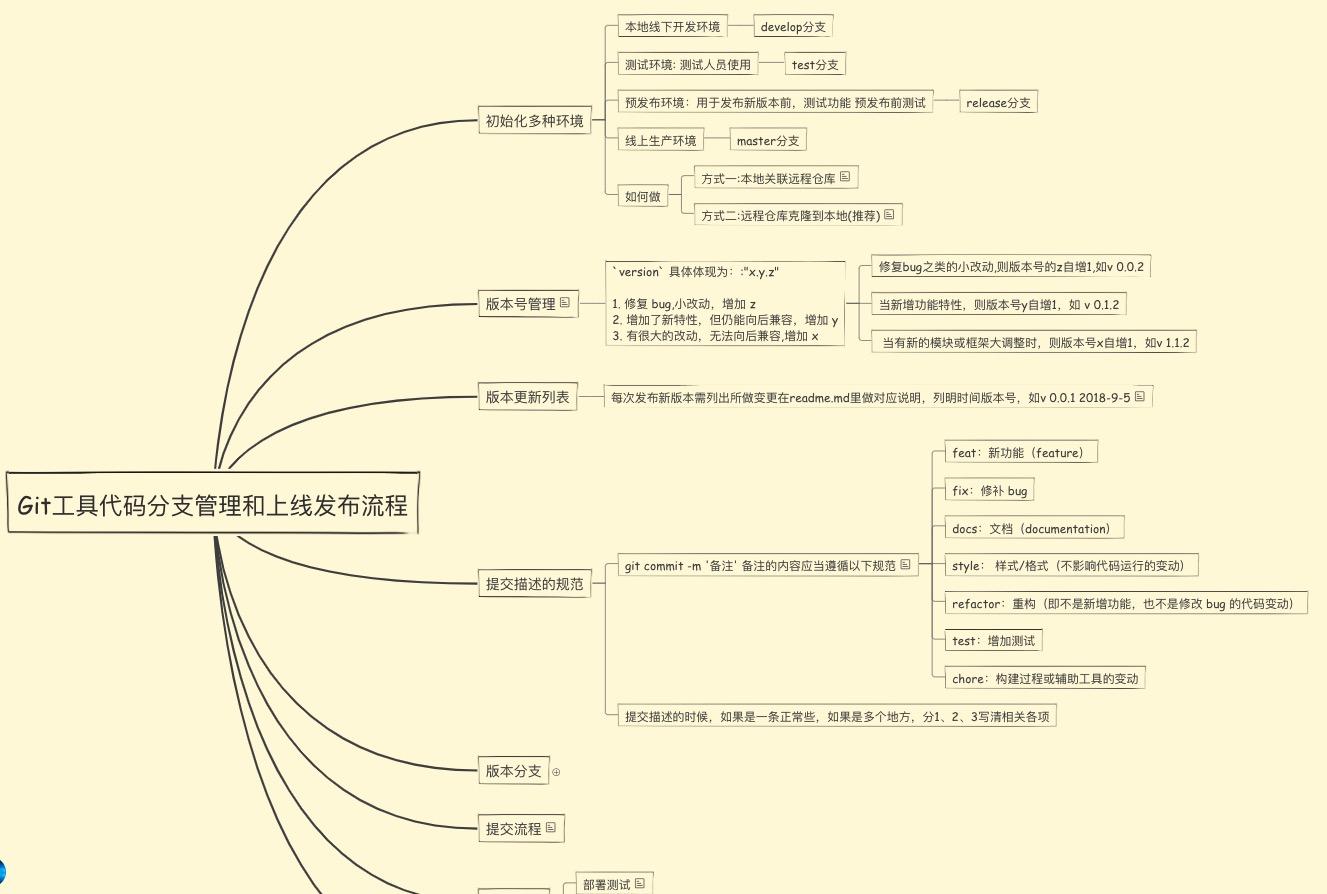 Git工具代码分支管理和上线发布流程
初始化多种环境
本地线下开发环境
develop分支
测试环境: 测试人员使用
test分支
预发布环境：用于发布新版本前，测试功能 预发布前测试
release分支
线上生产环境
master分支
如何做
方式一:本地关联远程仓库
方式二:远程仓库克隆到本地(推荐)
版本号管理
`version` 具体体现为：:"x.y.z"
1. 修复 bug,小改动，增加 z
2. 增加了新特性，但仍能向后兼容，增加 y
3. 有很大的改动，无法向后兼容,增加 x
修复bug之类的小改动,则版本号的z自增1,如v 0.0.2
当新增功能特性，则版本号y自增1，如 v 0.1.2
当有新的模块或框架大调整时，则版本号x自增1，如v 1.1.2
版本更新列表
每次发布新版本需列出所做变更在readme.md里做对应说明，列明时间版本号，如v 0.0.1 2018-9-5
提交描述的规范
git commit -m '备注' 备注的内容应当遵循以下规范
feat：新功能（feature）
fix：修补 bug
docs：文档（documentation）
style： 样式/格式（不影响代码运行的变动）
refactor：重构（即不是新增功能，也不是修改 bug 的代码变动）
test：增加测试
chore：构建过程或辅助工具的变动
提交描述的时候，如果是一条正常些，如果是多个地方，分1、2、3写清相关各项
版本分支
提交流程
部署测试